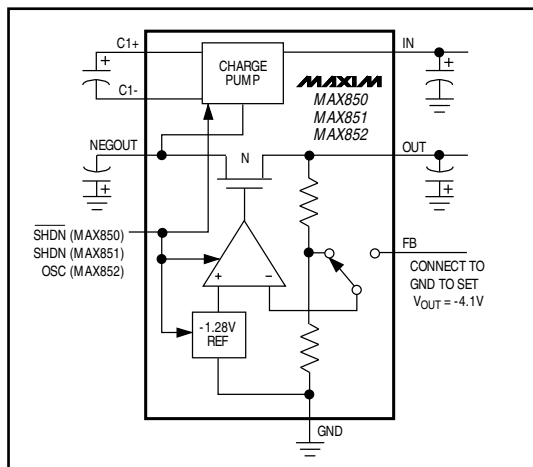 C1+
C1-
CHARGE
PUMP
IN
+
+
MAXIM
MAX850
MAX851
MAX852
NEGOUT
N
OUT
+
+
SHDN (MAX850)
SHDN (MAX851)
OSC (MAX852)
+
−
FB
CONNECT TO
GND TO SET
VOUT = -4.1V
-1.28V
REF
GND